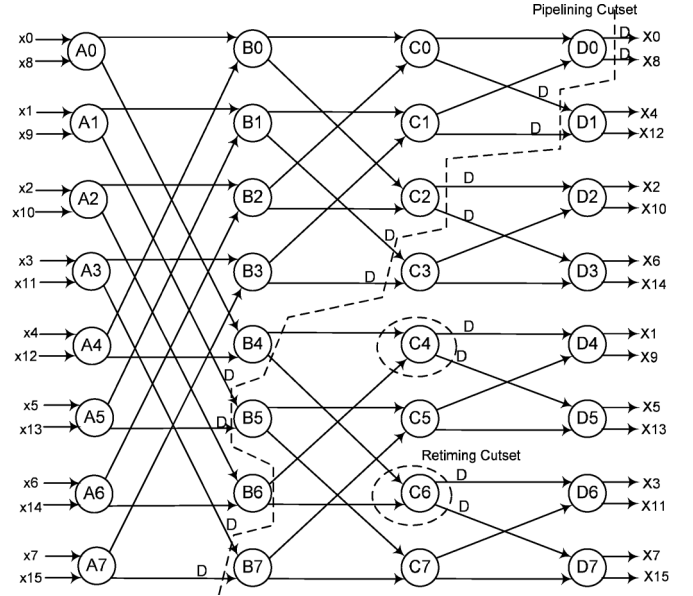 Pipelining Cutset
x0 A0 B0 C0 D0 D X0
x8 D X8
D
x1 A1 B1 C1 D1 X4
x9 D X12
x2 A2 B2 C2 D D2 X2
x10 D X10
D
x3 A3 B3 C3 D3 X6
x11 D X14
x4 A4 B4 C4 D D4 X1
x12 D X9
D
x5 A5 B5 C5 D5 X5
x13 D X13
Retiming Cutset
x6 A6 B6 C6 D D6 X3
x14 D X11
D
x7 A7 B7 C7 D7 X7
x15 D X15